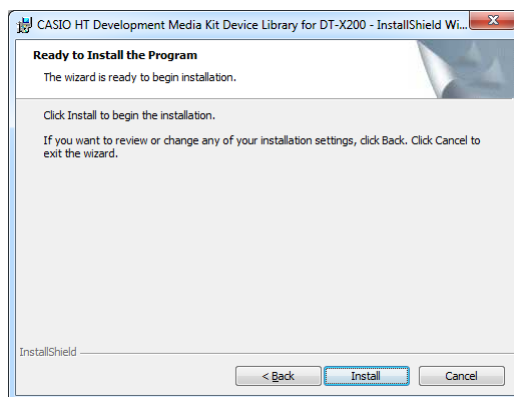 CASIO HT Development Media Kit Device Library for DT-X200 - InstallShield Wi...
Ready to Install the Program
The wizard is ready to begin installation.
Click Install to begin the installation.
If you want to review or change any of your installation settings, click Back. Click Cancel to
exit the wizard.
InstallShield
< Back Install Cancel